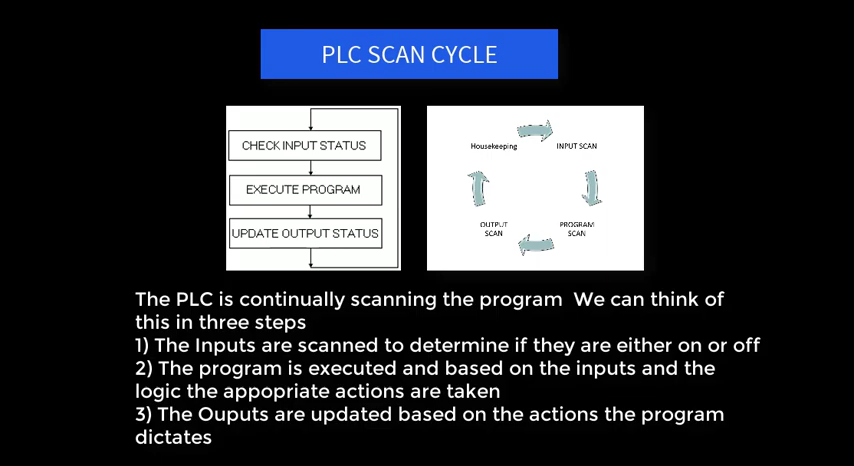 PLC SCAN CYCLE
CHECK INPUT STATUS
EXECUTE PROGRAM
UPDATE OUTPUT STATUS
Housekeeping
INPUT SCAN
OUTPUT
SCAN
PROGRAM
SCAN
The PLC is continually scanning the program  We can think of
this in three steps
1) The Inputs are scanned to determine if they are either on or off
2) The program is executed and based on the inputs and the
logic the appopriate actions are taken
3) The Ouputs are updated based on the actions the program
dictates